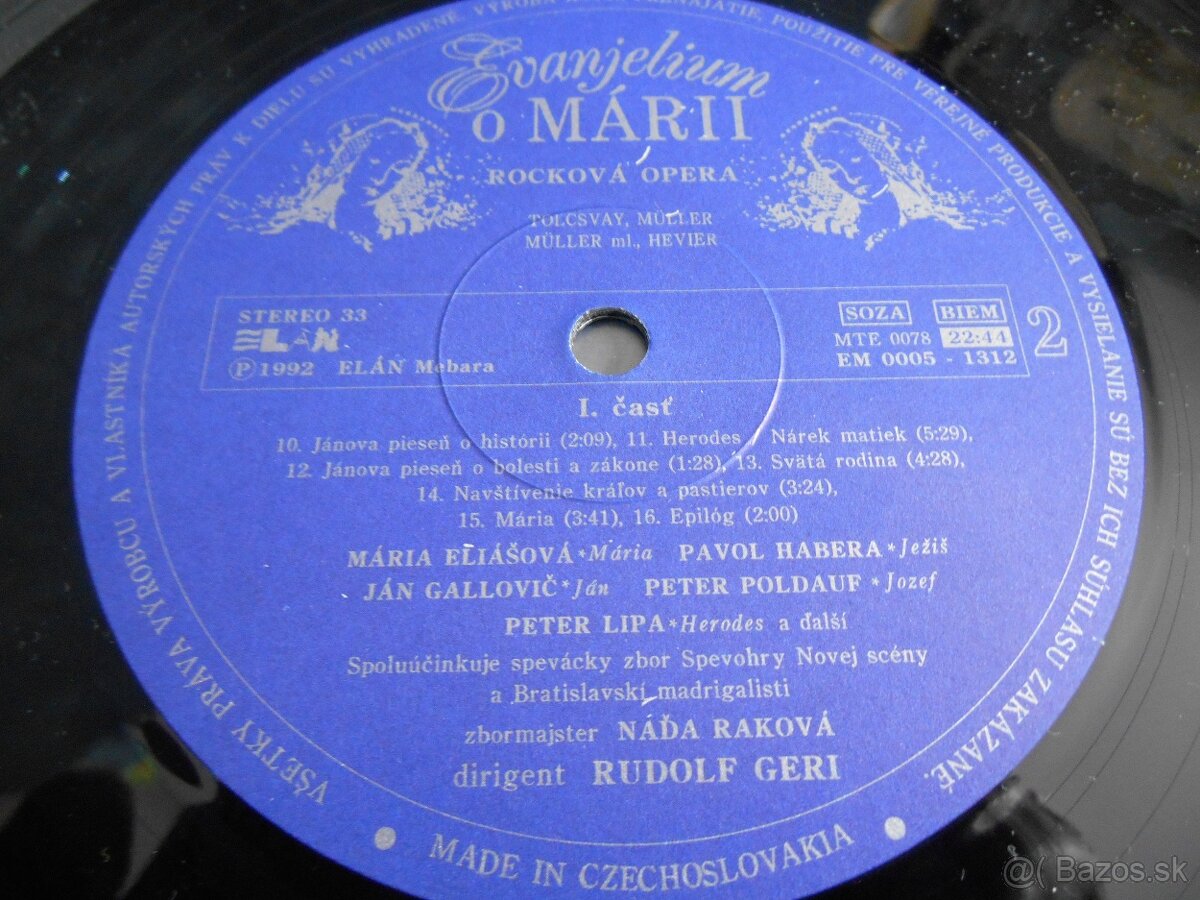 VŠETKY PRÁVA VÝROBCU A VLASTNÍKA AUTORSKÝCH PRÁV K DIELU SÚ VYHRADENÉ. VÝROBA POUŽITIE PRE VEREJNÉ PRODUKCIE A VYSIELANIE SÚ BEZ ICH SÚHLASU ZAKÁZANÉ.
Evanjelium
O MÁRII
ROCKOVÁ OPERA
TOLCSVAY, MÜLLER
MÜLLER ml., HEVIER
STEREO 33
ELÁN
Ⓟ 1992 ELÁN Mebara
SOZA BIEM
MTE 0078 22:44
EM 0005 - 1312
2
I. časť
10. Jánova pieseň o histórii (2:09), 11. Herodes / Nárek matiek (5:29),
12. Jánova pieseň o bolesti a zákone (1:28), 13. Svätá rodina (4:28),
14. Navštívenie kráľov a pastierov (3:24),
15. Mária (3:41), 16. Epilóg (2:00)
MÁRIA ELIÁŠOVÁ * Mária PAVOL HABERA * Ježiš
JÁN GALLOVIČ * Ján PETER POLDAUF * Jozef
PETER LIPA * Herodes a ďalší
Spoluúčinkuje spevácky zbor Spevohry Novej scény
a Bratislavskí madrigalisti
zbormajster NÁĎA RAKOVÁ
dirigent RUDOLF GERI
• MADE IN CZECHOSLOVAKIA •
@ Bazos.sk